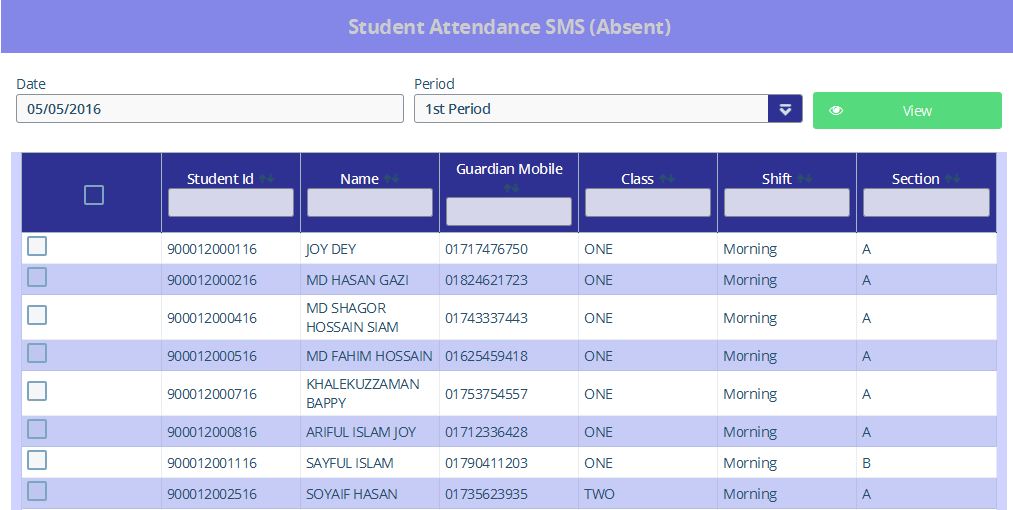 Student Attendance SMS (Absent)
Date Period
05/05/2016 1st Period View
Student Id Name Guardian Mobile Class Shift Section
900012000116 JOY DEY 01717476750 ONE Morning A
900012000216 MD HASAN GAZI 01824621723 ONE Morning A
900012000416 MD SHAGOR
HOSSAIN SIAM 01743337443 ONE Morning A
900012000516 MD FAHIM HOSSAIN 01625459418 ONE Morning A
900012000716 KHALEKUZZAMAN
BAPPY 01753754557 ONE Morning A
900012000816 ARIFUL ISLAM JOY 01712336428 ONE Morning A
900012001116 SAYFUL ISLAM 01790411203 ONE Morning B
900012002516 SOYAIF HASAN 01735623935 TWO Morning A